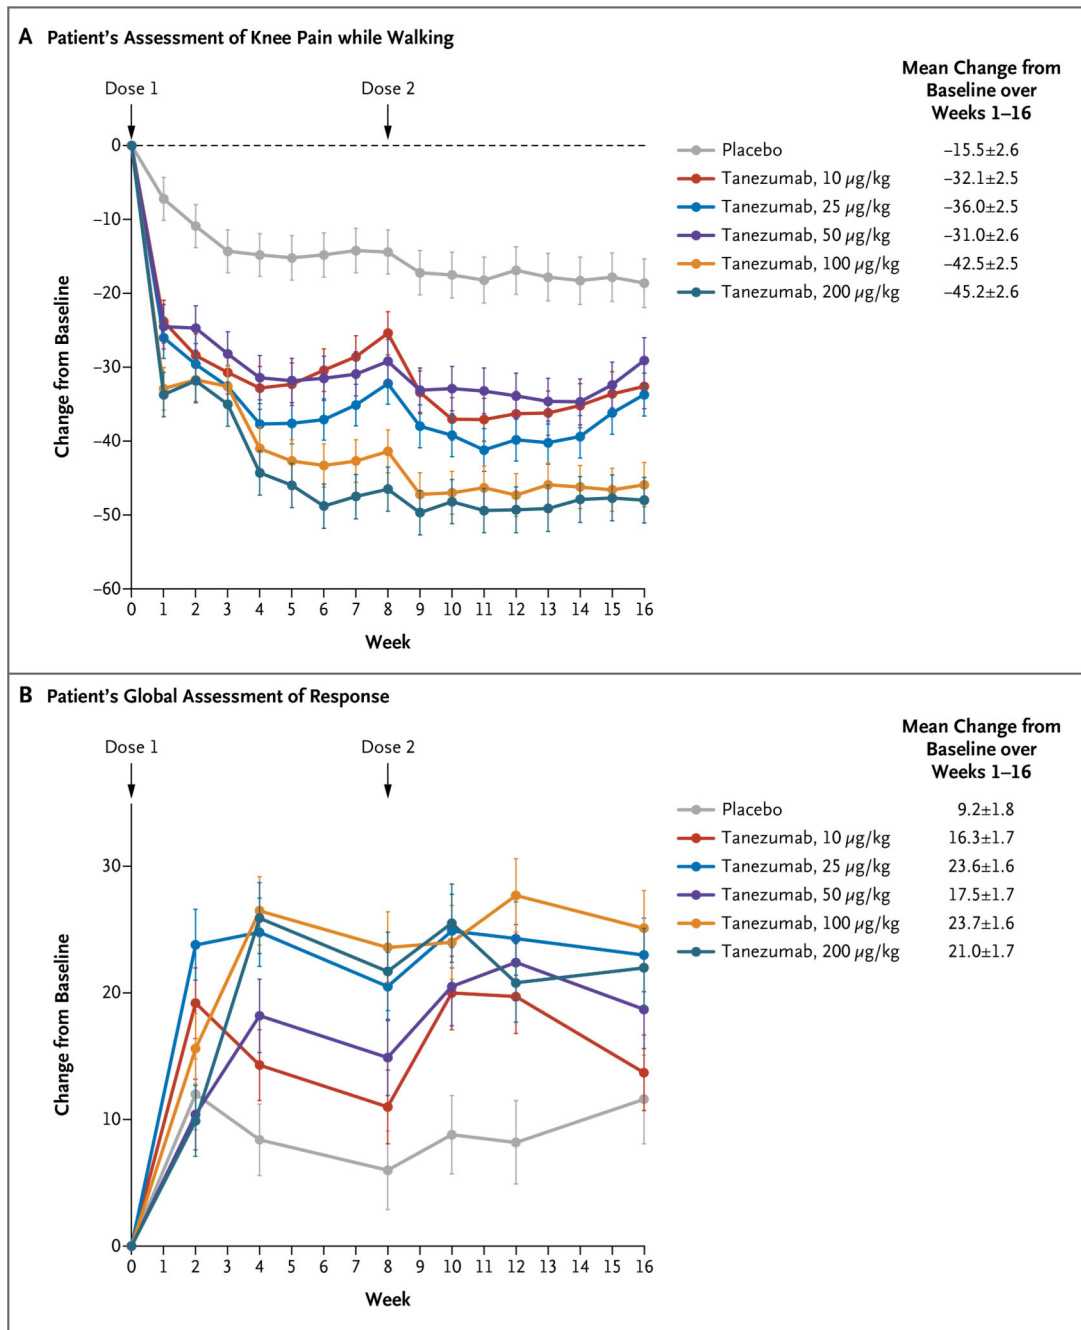 A Patient's Assessment of Knee Pain while Walking
Mean Change from
Baseline over
Weeks 1–16
Dose 1
Dose 2
Placebo –15.5±2.6
Tanezumab, 10 µg/kg –32.1±2.5
Tanezumab, 25 µg/kg –36.0±2.5
Tanezumab, 50 µg/kg –31.0±2.6
Tanezumab, 100 µg/kg –42.5±2.5
Tanezumab, 200 µg/kg –45.2±2.6
Change from Baseline
0
–10
–20
–30
–40
–50
–60
0 1 2 3 4 5 6 7 8 9 10 11 12 13 14 15 16
Week
B Patient's Global Assessment of Response
Mean Change from
Baseline over
Weeks 1–16
Dose 1
Dose 2
Placebo 9.2±1.8
Tanezumab, 10 µg/kg 16.3±1.7
Tanezumab, 25 µg/kg 23.6±1.6
Tanezumab, 50 µg/kg 17.5±1.7
Tanezumab, 100 µg/kg 23.7±1.6
Tanezumab, 200 µg/kg 21.0±1.7
Change from Baseline
30
20
10
0
0 1 2 3 4 5 6 7 8 9 10 11 12 13 14 15 16
Week